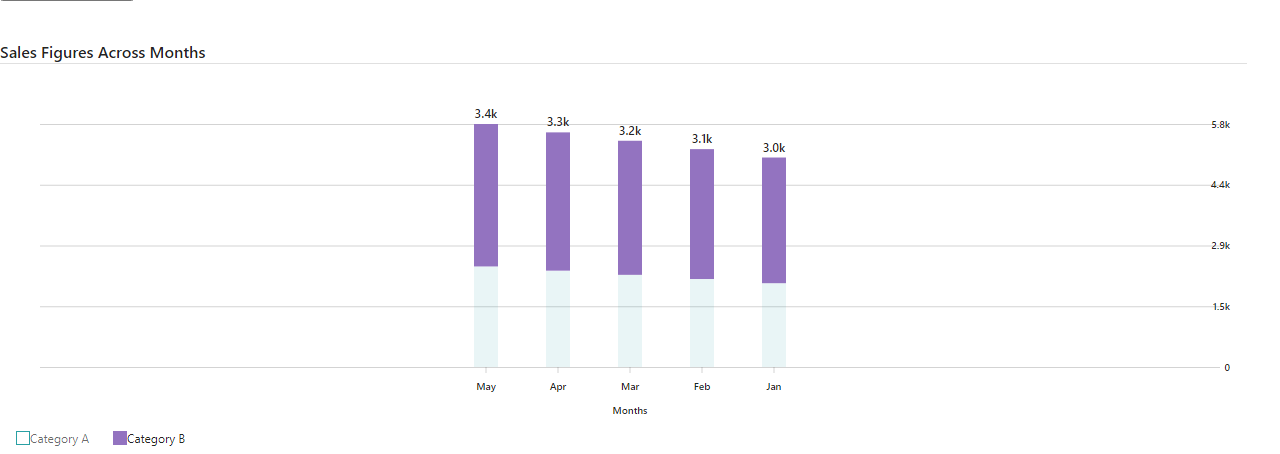 Sales Figures Across Months
3.4k
3.3k
3.2k
3.1k
3.0k
5.8k
4.4k
2.9k
1.5k
0
May Apr Mar Feb Jan
Months
Category A Category B